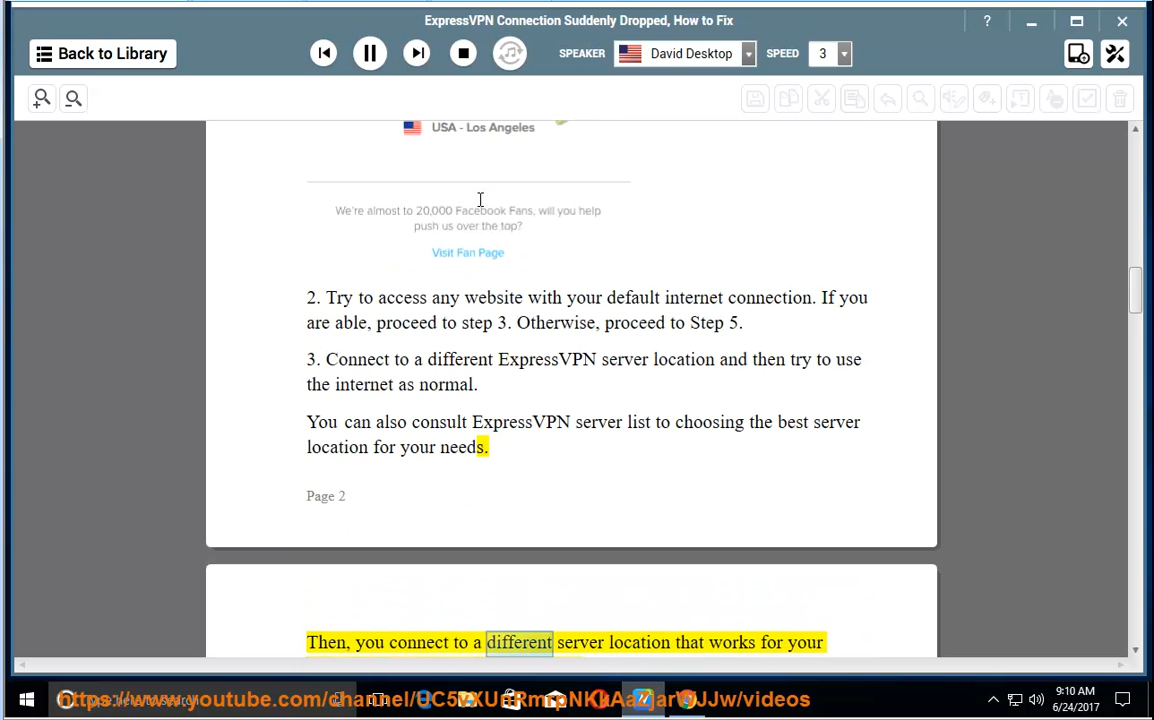 ExpressVPN Connection Suddenly Dropped, How to Fix
?
Back to Library
SPEAKER
David Desktop
SPEED
3
USA - Los Angeles
We're almost to 20,000 Facebook Fans, will you help
push us over the top?
Visit Fan Page
2. Try to access any website with your default internet connection. If you
are able, proceed to step 3. Otherwise, proceed to Step 5.
3. Connect to a different ExpressVPN server location and then try to use
the internet as normal.
You can also consult ExpressVPN server list to choosing the best server
location for your needs.
Page 2
Then, you connect to a different server location that works for your
9:10 AM
6/24/2017